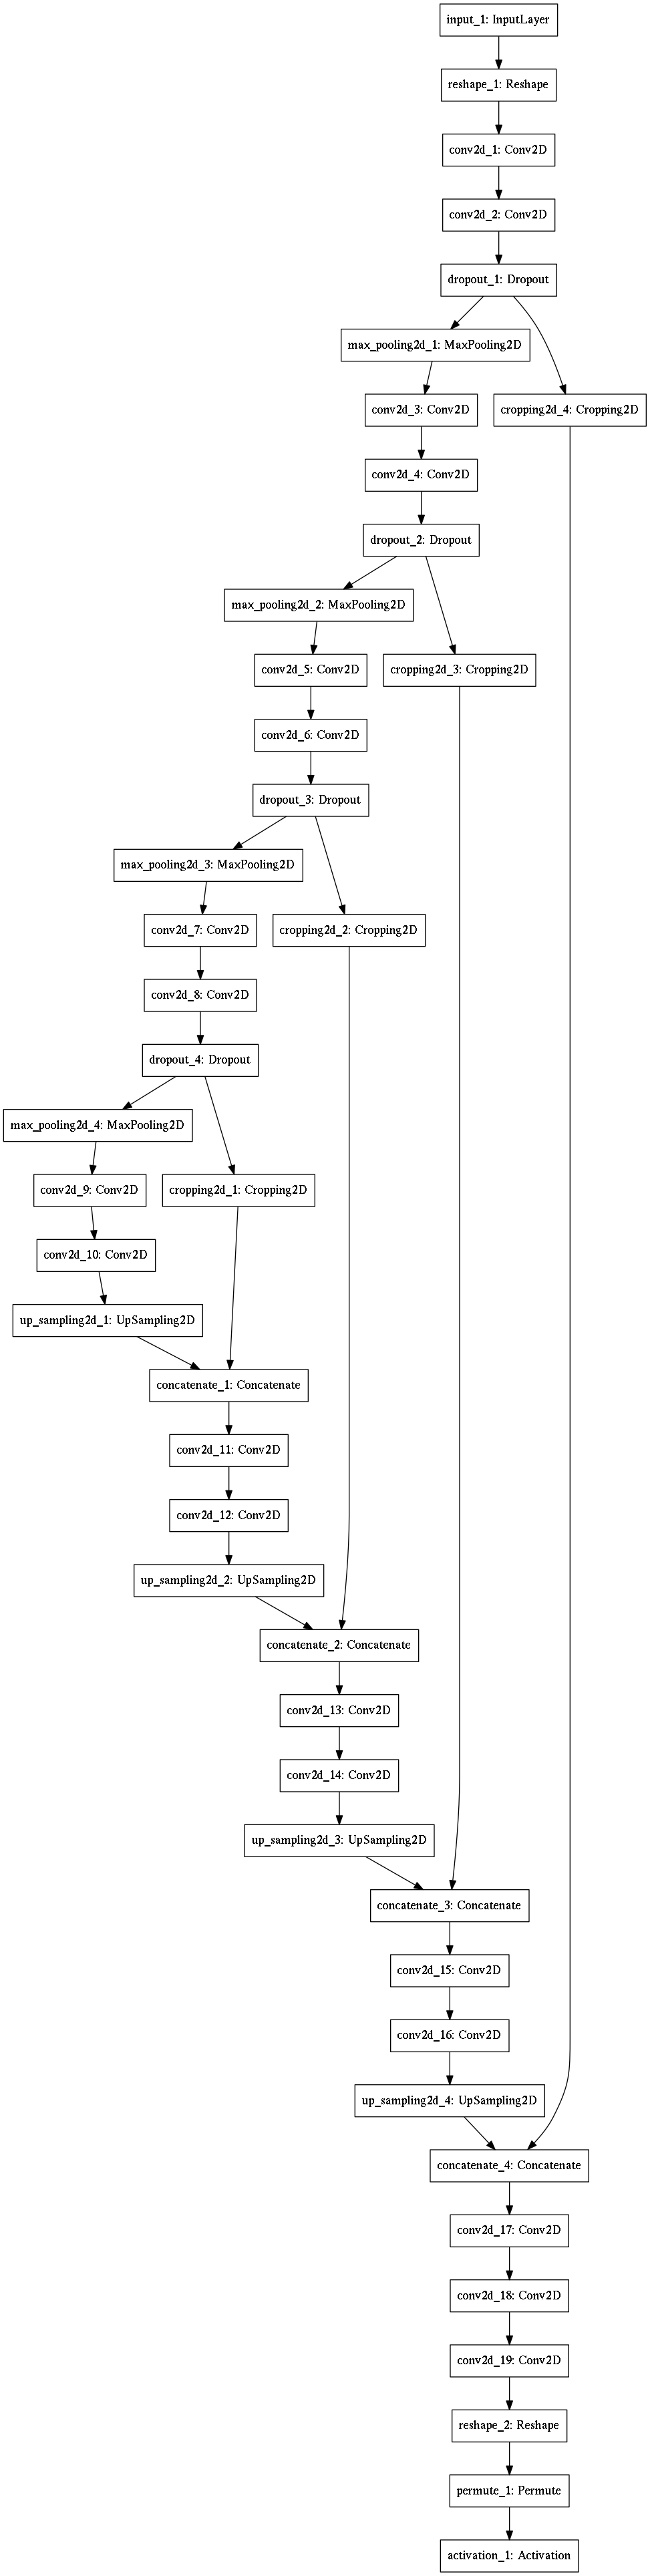 input_1: InputLayer
reshape_1: Reshape
conv2d_1: Conv2D
conv2d_2: Conv2D
dropout_1: Dropout
max_pooling2d_1: MaxPooling2D
conv2d_3: Conv2D
cropping2d_4: Cropping2D
conv2d_4: Conv2D
dropout_2: Dropout
max_pooling2d_2: MaxPooling2D
conv2d_5: Conv2D
cropping2d_3: Cropping2D
conv2d_6: Conv2D
dropout_3: Dropout
max_pooling2d_3: MaxPooling2D
conv2d_7: Conv2D
cropping2d_2: Cropping2D
conv2d_8: Conv2D
dropout_4: Dropout
max_pooling2d_4: MaxPooling2D
conv2d_9: Conv2D
cropping2d_1: Cropping2D
conv2d_10: Conv2D
up_sampling2d_1: UpSampling2D
concatenate_1: Concatenate
conv2d_11: Conv2D
conv2d_12: Conv2D
up_sampling2d_2: UpSampling2D
concatenate_2: Concatenate
conv2d_13: Conv2D
conv2d_14: Conv2D
up_sampling2d_3: UpSampling2D
concatenate_3: Concatenate
conv2d_15: Conv2D
conv2d_16: Conv2D
up_sampling2d_4: UpSampling2D
concatenate_4: Concatenate
conv2d_17: Conv2D
conv2d_18: Conv2D
conv2d_19: Conv2D
reshape_2: Reshape
permute_1: Permute
activation_1: Activation